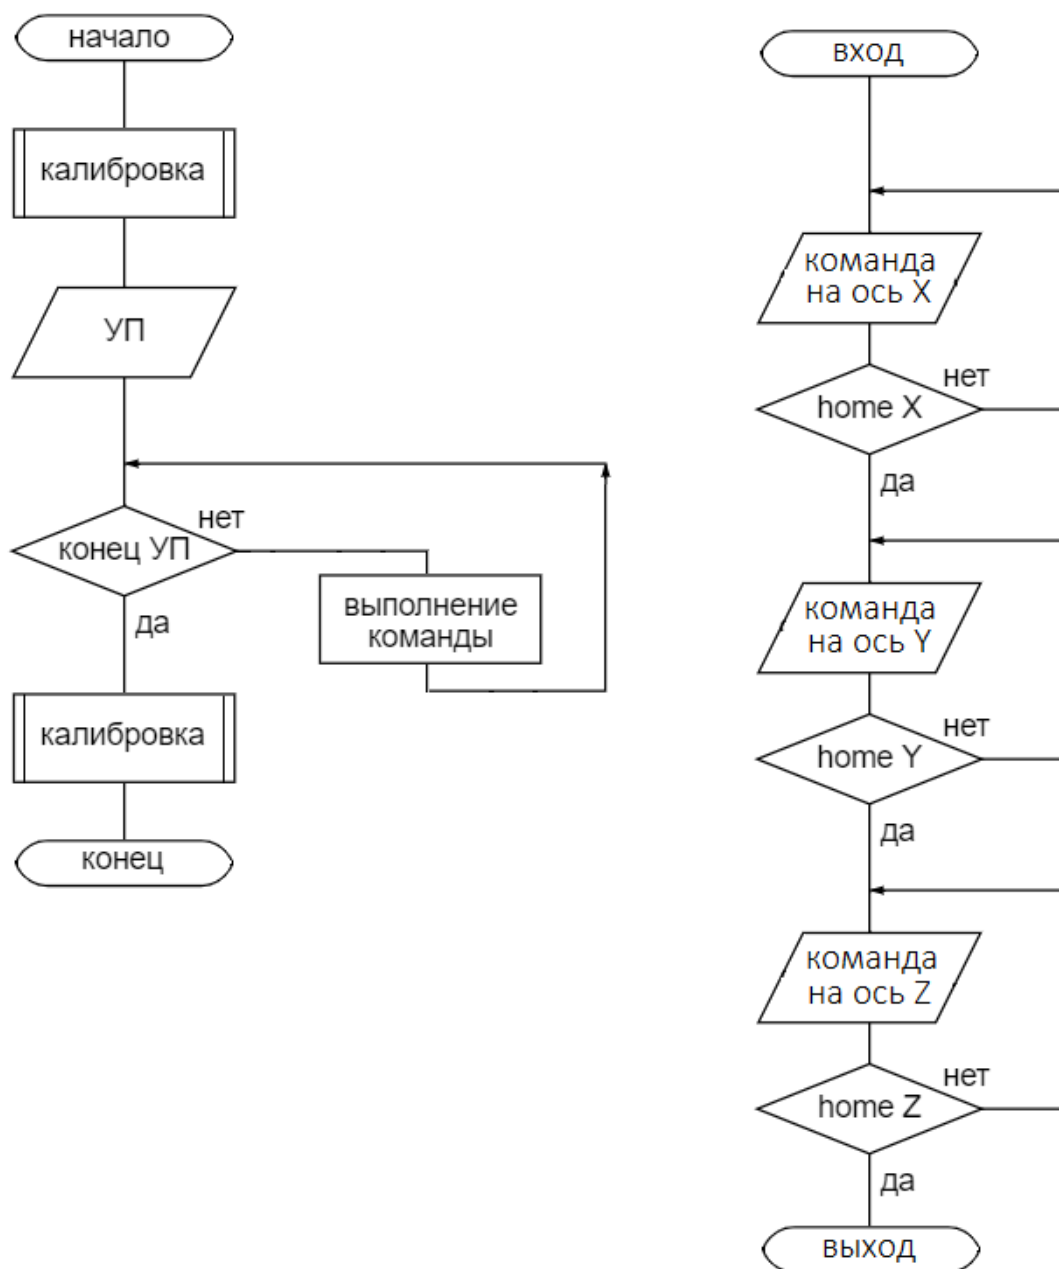 начало
калибровка
УП
конец УП
нет
выполнение
команды
да
калибровка
конец
вход
команда
на ось X
home X
нет
да
команда
на ось Y
home Y
нет
да
команда
на ось Z
home Z
нет
да
выход